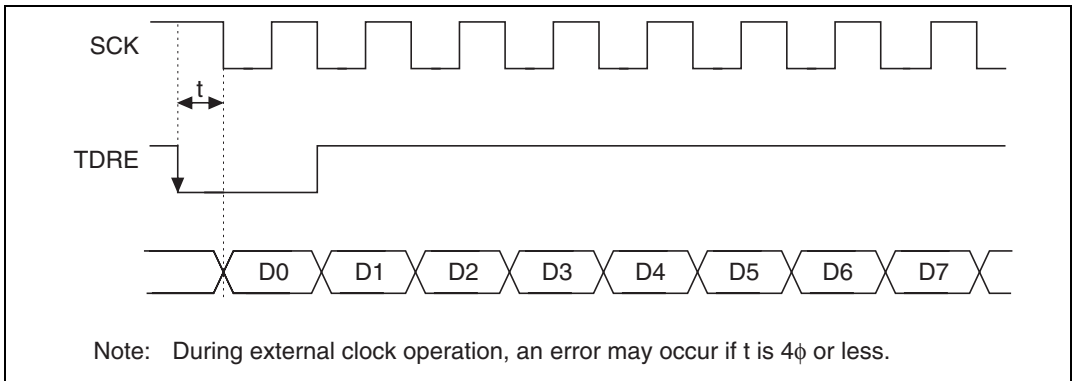 SCK
t
TDRE
D0 D1 D2 D3 D4 D5 D6 D7
Note: During external clock operation, an error may occur if t is 4ϕ or less.